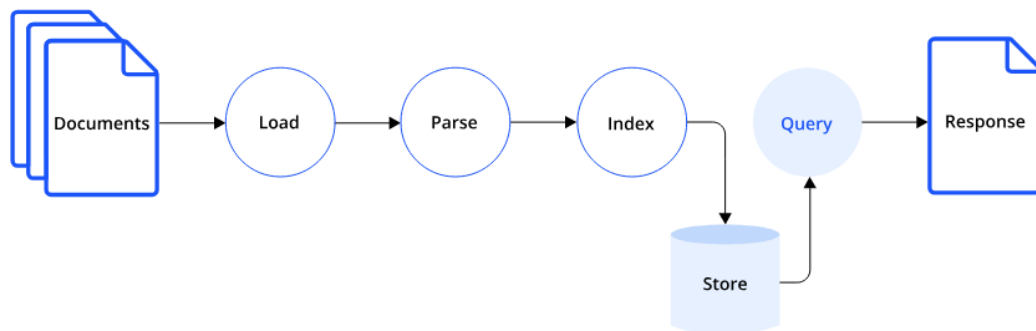 Documents
Load
Parse
Index
Query
Response
Store